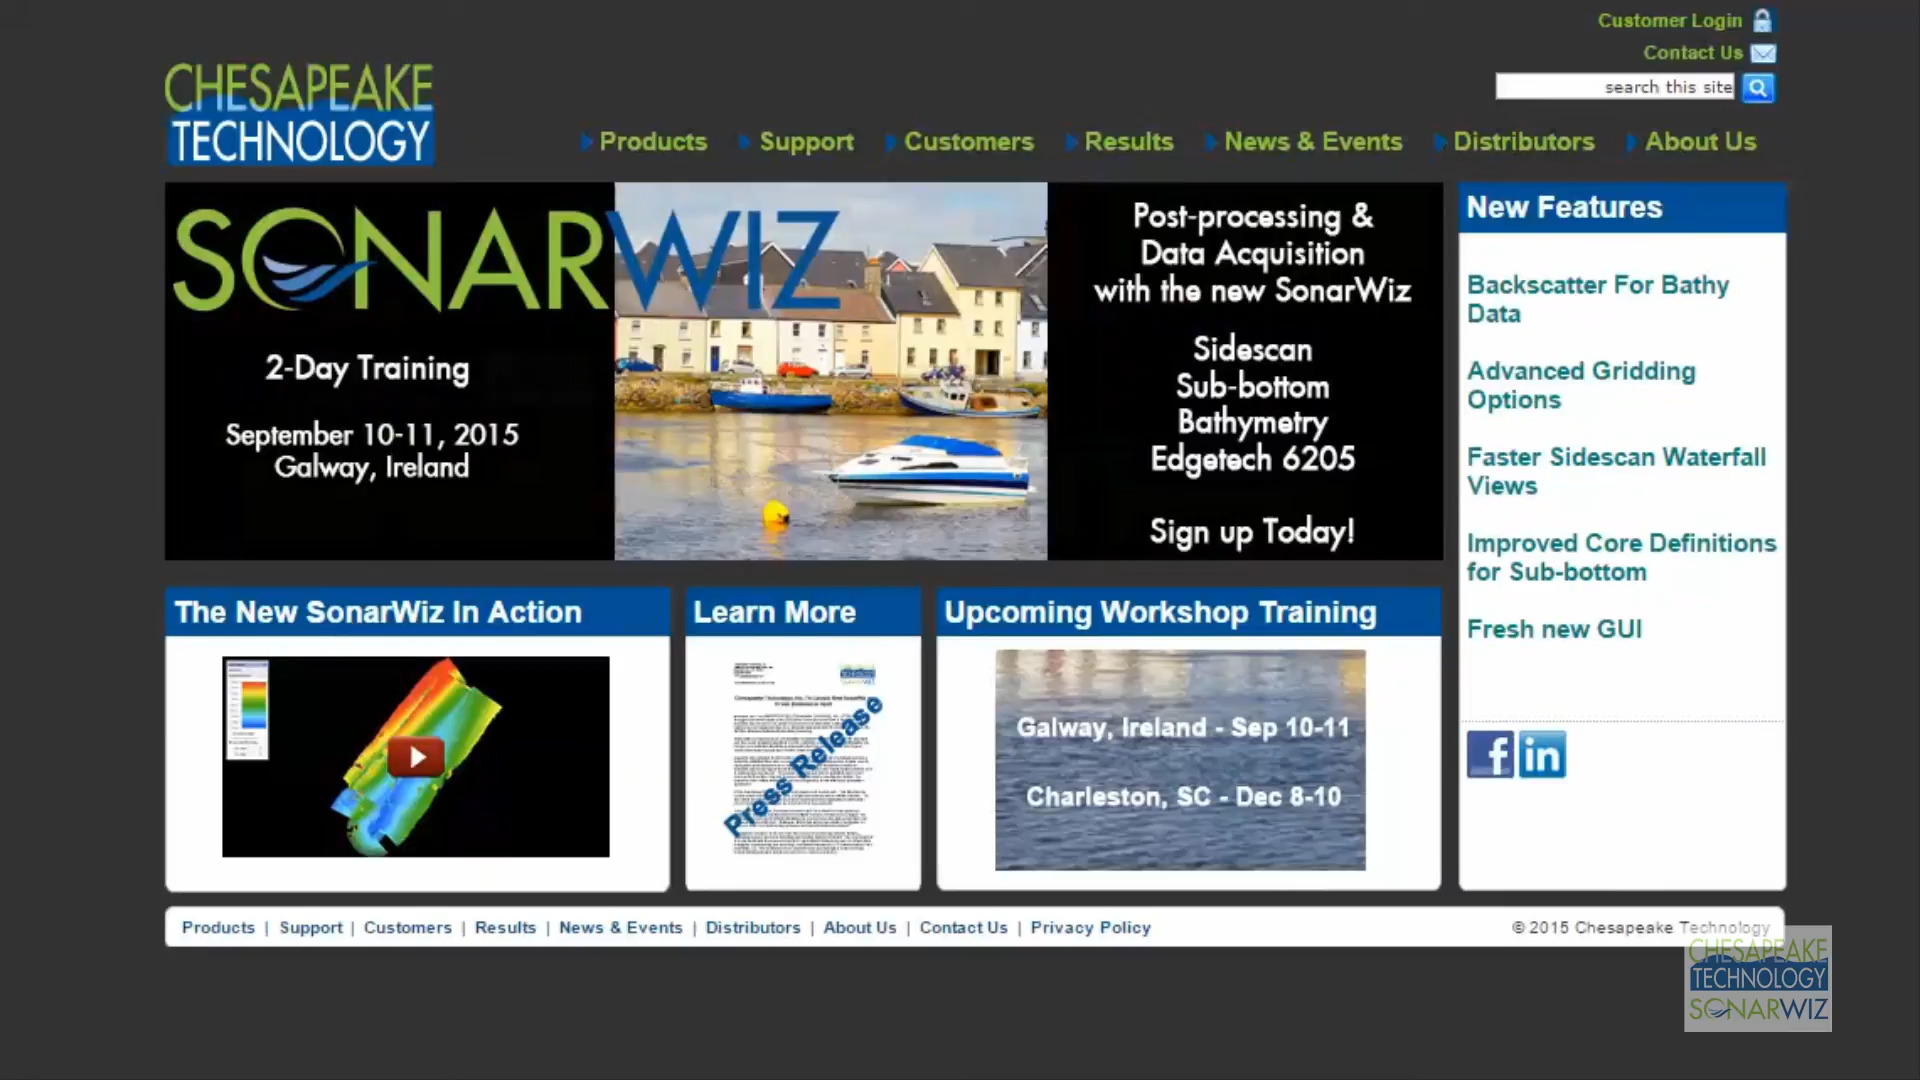 Customer Login
Contact Us
search this site
CHESAPEAKE
TECHNOLOGY
Products
Support
Customers
Results
News & Events
Distributors
About Us
SONARWIZ
2-Day Training
September 10-11, 2015
Galway, Ireland
Post-processing &
Data Acquisition
with the new SonarWiz
Sidescan
Sub-bottom
Bathymetry
Edgetech 6205
Sign up Today!
New Features
Backscatter For Bathy
Data
Advanced Gridding
Options
Faster Sidescan Waterfall
Views
Improved Core Definitions
for Sub-bottom
Fresh new GUI
The New SonarWiz In Action
Learn More
Press Release
Upcoming Workshop Training
Galway, Ireland - Sep 10-11
Charleston, SC - Dec 8-10
f
in
Products | Support | Customers | Results | News & Events | Distributors | About Us | Contact Us | Privacy Policy
© 2015 Chesapeake Technology
CHESAPEAKE
TECHNOLOGY
SONARWIZ